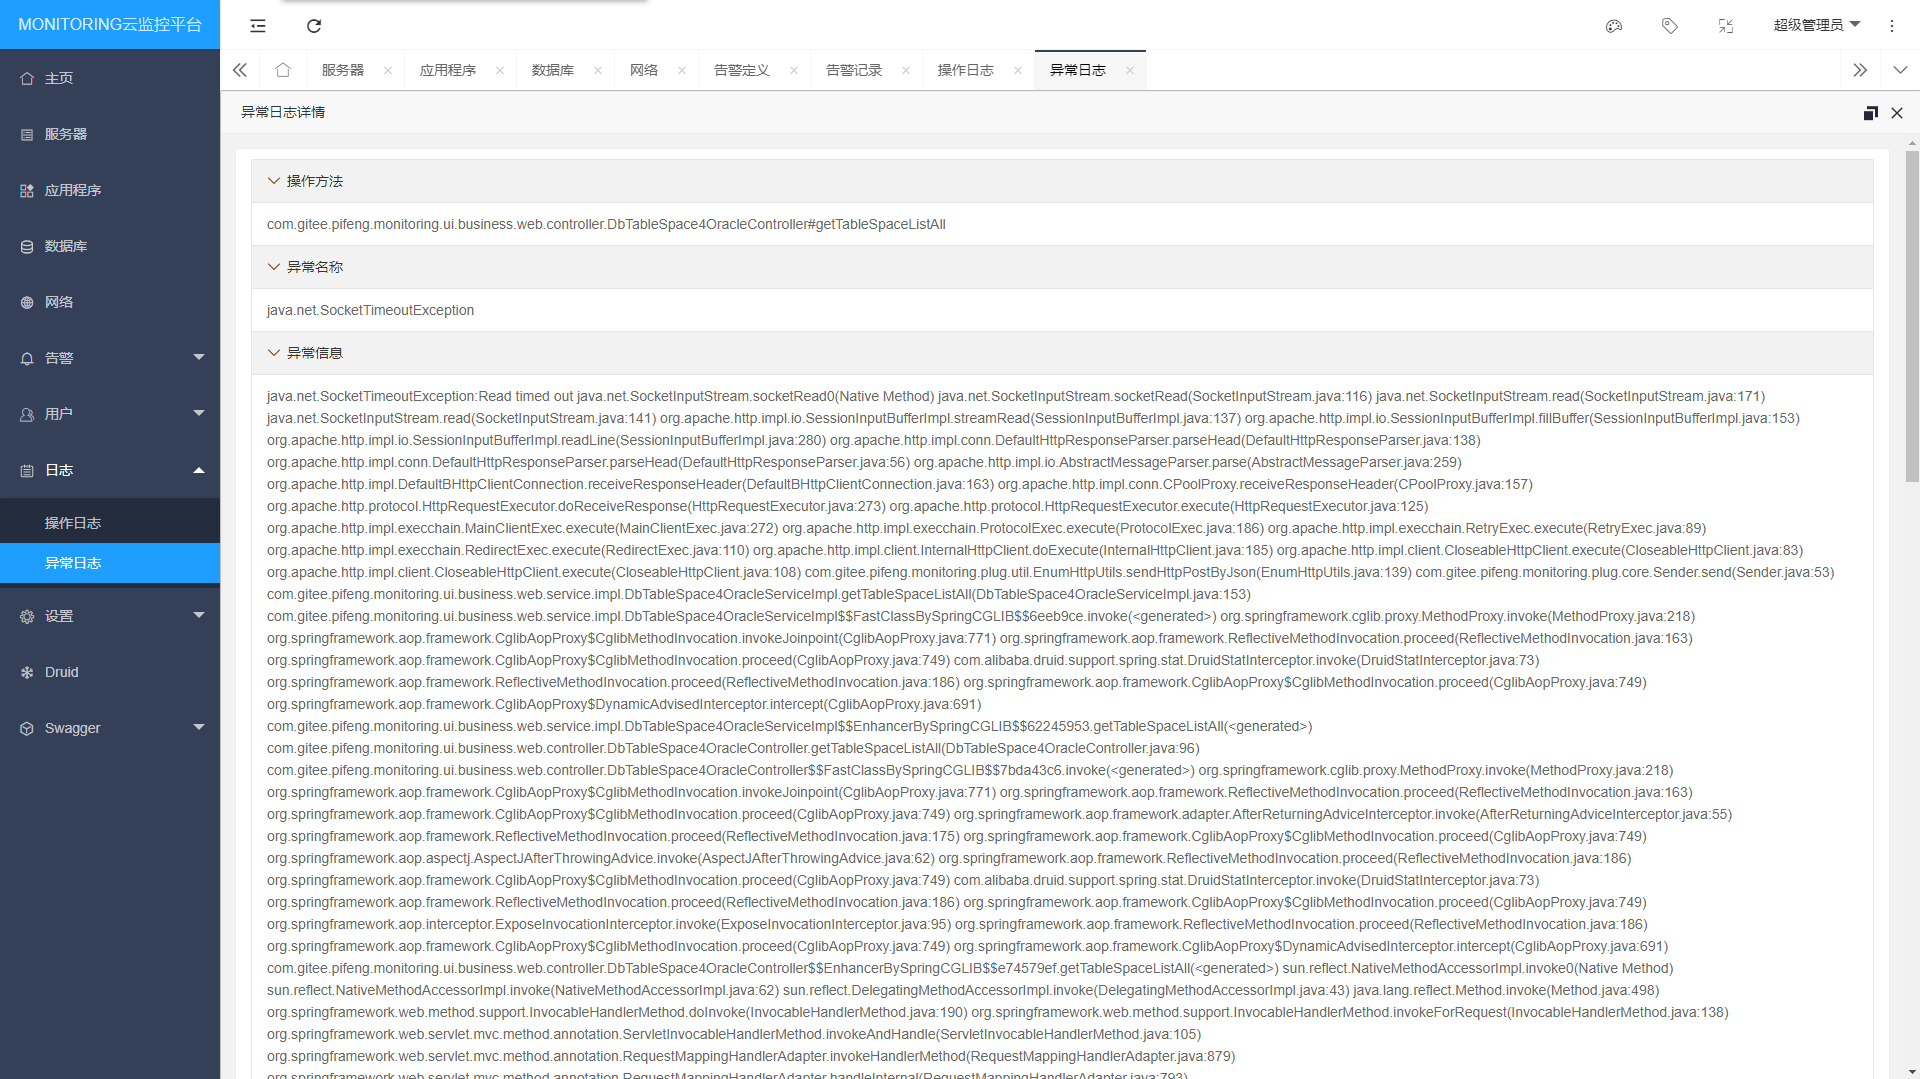 MONITORING云监控平台
超级管理员
主页
服务器
应用程序
数据库
网络
告警
用户
日志
操作日志
异常日志
设置
Druid
Swagger
服务器
应用程序
数据库
网络
告警定义
告警记录
操作日志
异常日志
异常日志详情
操作方法
com.gitee.pifeng.monitoring.ui.business.web.controller.DbTableSpace4OracleController#getTableSpaceListAll
异常名称
java.net.SocketTimeoutException
异常信息
java.net.SocketTimeoutException:Read timed out java.net.SocketInputStream.socketRead0(Native Method) java.net.SocketInputStream.socketRead(SocketInputStream.java:116) java.net.SocketInputStream.read(SocketInputStream.java:171)
java.net.SocketInputStream.read(SocketInputStream.java:141) org.apache.http.impl.io.SessionInputBufferImpl.streamRead(SessionInputBufferImpl.java:137) org.apache.http.impl.io.SessionInputBufferImpl.fillBuffer(SessionInputBufferImpl.java:153)
org.apache.http.impl.io.SessionInputBufferImpl.readLine(SessionInputBufferImpl.java:280) org.apache.http.impl.conn.DefaultHttpResponseParser.parseHead(DefaultHttpResponseParser.java:138)
org.apache.http.impl.conn.DefaultHttpResponseParser.parseHead(DefaultHttpResponseParser.java:56) org.apache.http.impl.io.AbstractMessageParser.parse(AbstractMessageParser.java:259)
org.apache.http.impl.DefaultBHttpClientConnection.receiveResponseHeader(DefaultBHttpClientConnection.java:163) org.apache.http.impl.conn.CPoolProxy.receiveResponseHeader(CPoolProxy.java:157)
org.apache.http.protocol.HttpRequestExecutor.doReceiveResponse(HttpRequestExecutor.java:273) org.apache.http.protocol.HttpRequestExecutor.execute(HttpRequestExecutor.java:125)
org.apache.http.impl.execchain.MainClientExec.execute(MainClientExec.java:272) org.apache.http.impl.execchain.ProtocolExec.execute(ProtocolExec.java:186) org.apache.http.impl.execchain.RetryExec.execute(RetryExec.java:89)
org.apache.http.impl.execchain.RedirectExec.execute(RedirectExec.java:110) org.apache.http.impl.client.InternalHttpClient.doExecute(InternalHttpClient.java:185) org.apache.http.impl.client.CloseableHttpClient.execute(CloseableHttpClient.java:83)
org.apache.http.impl.client.CloseableHttpClient.execute(CloseableHttpClient.java:108) com.gitee.pifeng.monitoring.plug.util.EnumHttpUtils.sendHttpPostByJson(EnumHttpUtils.java:139) com.gitee.pifeng.monitoring.plug.core.Sender.send(Sender.java:53)
com.gitee.pifeng.monitoring.ui.business.web.service.impl.DbTableSpace4OracleServiceImpl.getTableSpaceListAll(DbTableSpace4OracleServiceImpl.java:153)
com.gitee.pifeng.monitoring.ui.business.web.service.impl.DbTableSpace4OracleServiceImpl$$FastClassBySpringCGLIB$$6eeb9ce.invoke(<generated>) org.springframework.cglib.proxy.MethodProxy.invoke(MethodProxy.java:218)
org.springframework.aop.framework.CglibAopProxy$CglibMethodInvocation.invokeJoinpoint(CglibAopProxy.java:771) org.springframework.aop.framework.ReflectiveMethodInvocation.proceed(ReflectiveMethodInvocation.java:163)
org.springframework.aop.framework.CglibAopProxy$CglibMethodInvocation.proceed(CglibAopProxy.java:749) com.alibaba.druid.support.spring.stat.DruidStatInterceptor.invoke(DruidStatInterceptor.java:73)
org.springframework.aop.framework.ReflectiveMethodInvocation.proceed(ReflectiveMethodInvocation.java:186) org.springframework.aop.framework.CglibAopProxy$CglibMethodInvocation.proceed(CglibAopProxy.java:749)
org.springframework.aop.framework.CglibAopProxy$DynamicAdvisedInterceptor.intercept(CglibAopProxy.java:691)
com.gitee.pifeng.monitoring.ui.business.web.service.impl.DbTableSpace4OracleServiceImpl$$EnhancerBySpringCGLIB$$62245953.getTableSpaceListAll(<generated>)
com.gitee.pifeng.monitoring.ui.business.web.controller.DbTableSpace4OracleController.getTableSpaceListAll(DbTableSpace4OracleController.java:96)
com.gitee.pifeng.monitoring.ui.business.web.controller.DbTableSpace4OracleController$$FastClassBySpringCGLIB$$7bda43c6.invoke(<generated>) org.springframework.cglib.proxy.MethodProxy.invoke(MethodProxy.java:218)
org.springframework.aop.framework.CglibAopProxy$CglibMethodInvocation.invokeJoinpoint(CglibAopProxy.java:771) org.springframework.aop.framework.ReflectiveMethodInvocation.proceed(ReflectiveMethodInvocation.java:163)
org.springframework.aop.framework.CglibAopProxy$CglibMethodInvocation.proceed(CglibAopProxy.java:749) org.springframework.aop.framework.adapter.AfterReturningAdviceInterceptor.invoke(AfterReturningAdviceInterceptor.java:55)
org.springframework.aop.framework.ReflectiveMethodInvocation.proceed(ReflectiveMethodInvocation.java:175) org.springframework.aop.framework.CglibAopProxy$CglibMethodInvocation.proceed(CglibAopProxy.java:749)
org.springframework.aop.aspectj.AspectJAfterThrowingAdvice.invoke(AspectJAfterThrowingAdvice.java:62) org.springframework.aop.framework.ReflectiveMethodInvocation.proceed(ReflectiveMethodInvocation.java:186)
org.springframework.aop.framework.CglibAopProxy$CglibMethodInvocation.proceed(CglibAopProxy.java:749) com.alibaba.druid.support.spring.stat.DruidStatInterceptor.invoke(DruidStatInterceptor.java:73)
org.springframework.aop.framework.ReflectiveMethodInvocation.proceed(ReflectiveMethodInvocation.java:186) org.springframework.aop.framework.CglibAopProxy$CglibMethodInvocation.proceed(CglibAopProxy.java:749)
org.springframework.aop.interceptor.ExposeInvocationInterceptor.invoke(ExposeInvocationInterceptor.java:95) org.springframework.aop.framework.ReflectiveMethodInvocation.proceed(ReflectiveMethodInvocation.java:186)
org.springframework.aop.framework.CglibAopProxy$CglibMethodInvocation.proceed(CglibAopProxy.java:749) org.springframework.aop.framework.CglibAopProxy$DynamicAdvisedInterceptor.intercept(CglibAopProxy.java:691)
com.gitee.pifeng.monitoring.ui.business.web.controller.DbTableSpace4OracleController$$EnhancerBySpringCGLIB$$e74579ef.getTableSpaceListAll(<generated>) sun.reflect.NativeMethodAccessorImpl.invoke0(Native Method)
sun.reflect.NativeMethodAccessorImpl.invoke(NativeMethodAccessorImpl.java:62) sun.reflect.DelegatingMethodAccessorImpl.invoke(DelegatingMethodAccessorImpl.java:43) java.lang.reflect.Method.invoke(Method.java:498)
org.springframework.web.method.support.InvocableHandlerMethod.doInvoke(InvocableHandlerMethod.java:190) org.springframework.web.method.support.InvocableHandlerMethod.invokeForRequest(InvocableHandlerMethod.java:138)
org.springframework.web.servlet.mvc.method.annotation.ServletInvocableHandlerMethod.invokeAndHandle(ServletInvocableHandlerMethod.java:105)
org.springframework.web.servlet.mvc.method.annotation.RequestMappingHandlerAdapter.invokeHandlerMethod(RequestMappingHandlerAdapter.java:879)
org.springframework.web.servlet.mvc.method.annotation.RequestMappingHandlerAdapter.handleInternal(RequestMappingHandlerAdapter.java:793)